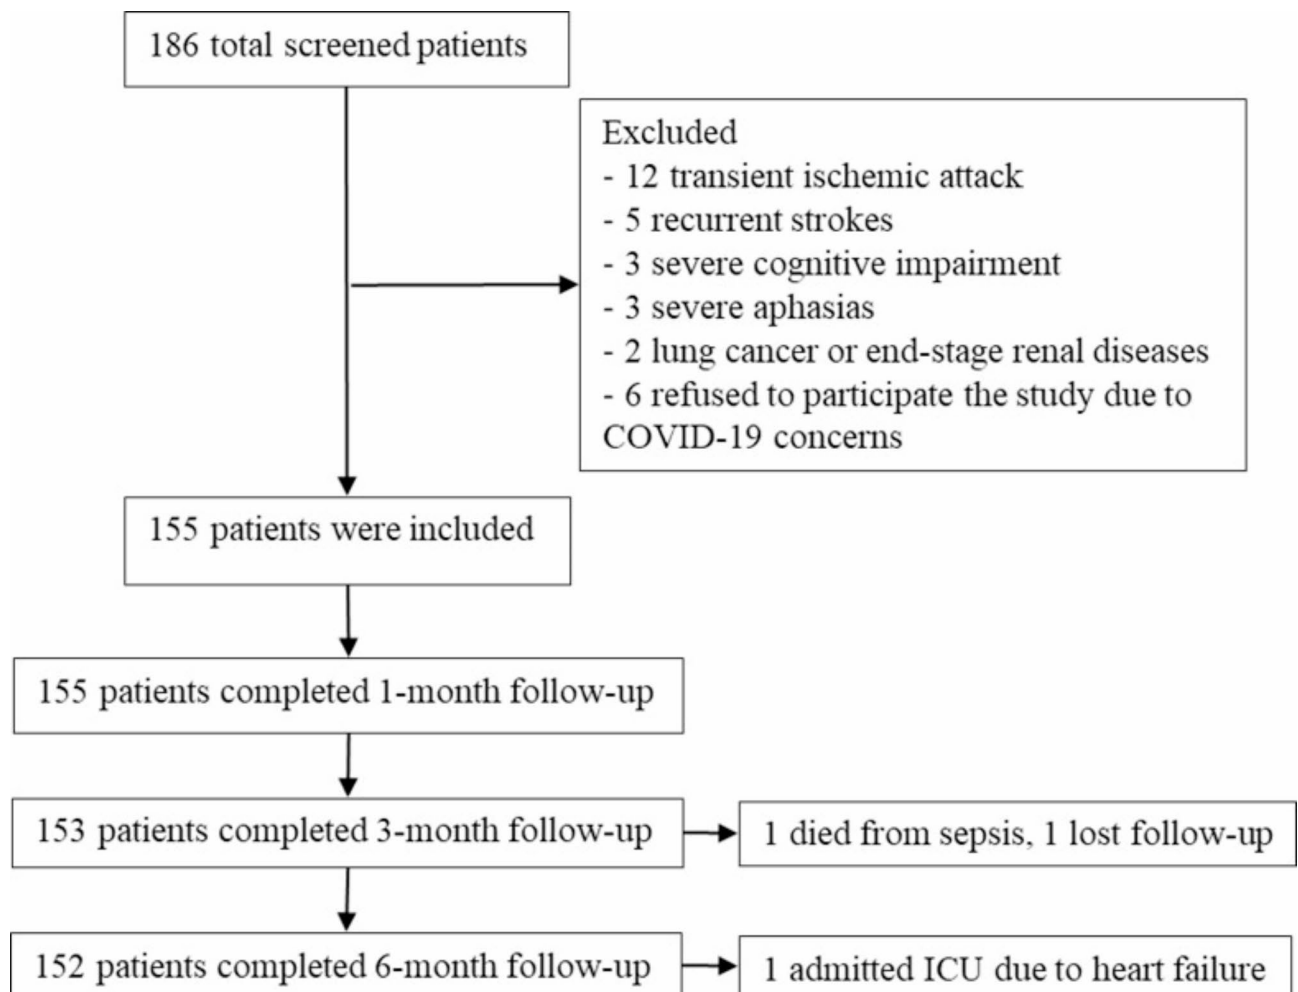 186 total screened patients
Excluded
- 12 transient ischemic attack
- 5 recurrent strokes
- 3 severe cognitive impairment
- 3 severe aphasias
- 2 lung cancer or end-stage renal diseases
- 6 refused to participate the study due to
COVID-19 concerns
155 patients were included
155 patients completed 1-month follow-up
153 patients completed 3-month follow-up
1 died from sepsis, 1 lost follow-up
152 patients completed 6-month follow-up
1 admitted ICU due to heart failure